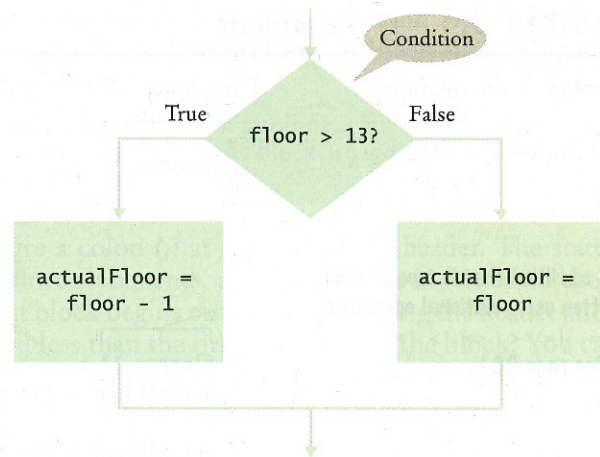 Condition
True
False
floor > 13?
actualFloor =
floor - 1
actualFloor =
floor